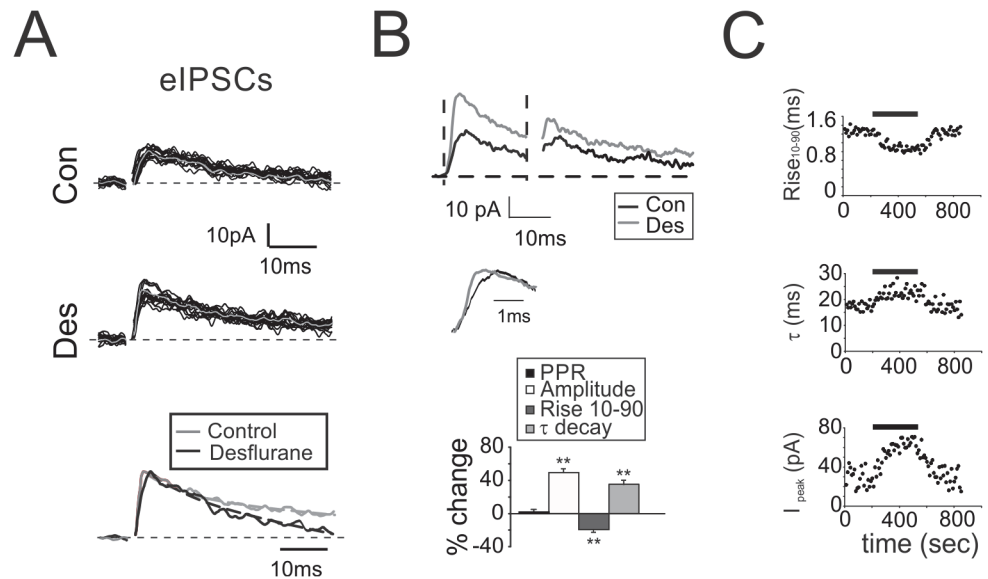 A
eIPSCs
Con
10pA
10ms
Des
Control
Desflurane
10ms
B
10 pA
10ms
Con
Des
1ms
PPR
Amplitude
Rise 10-90
τ decay
% change
80
40
0
-40
**
**
**
C
Rise10-90(ms)
1.6
0.8
0
0 400 800
τ (ms)
30
20
10
0
0 400 800
I peak (pA)
80
40
0
0 400 800
time (sec)